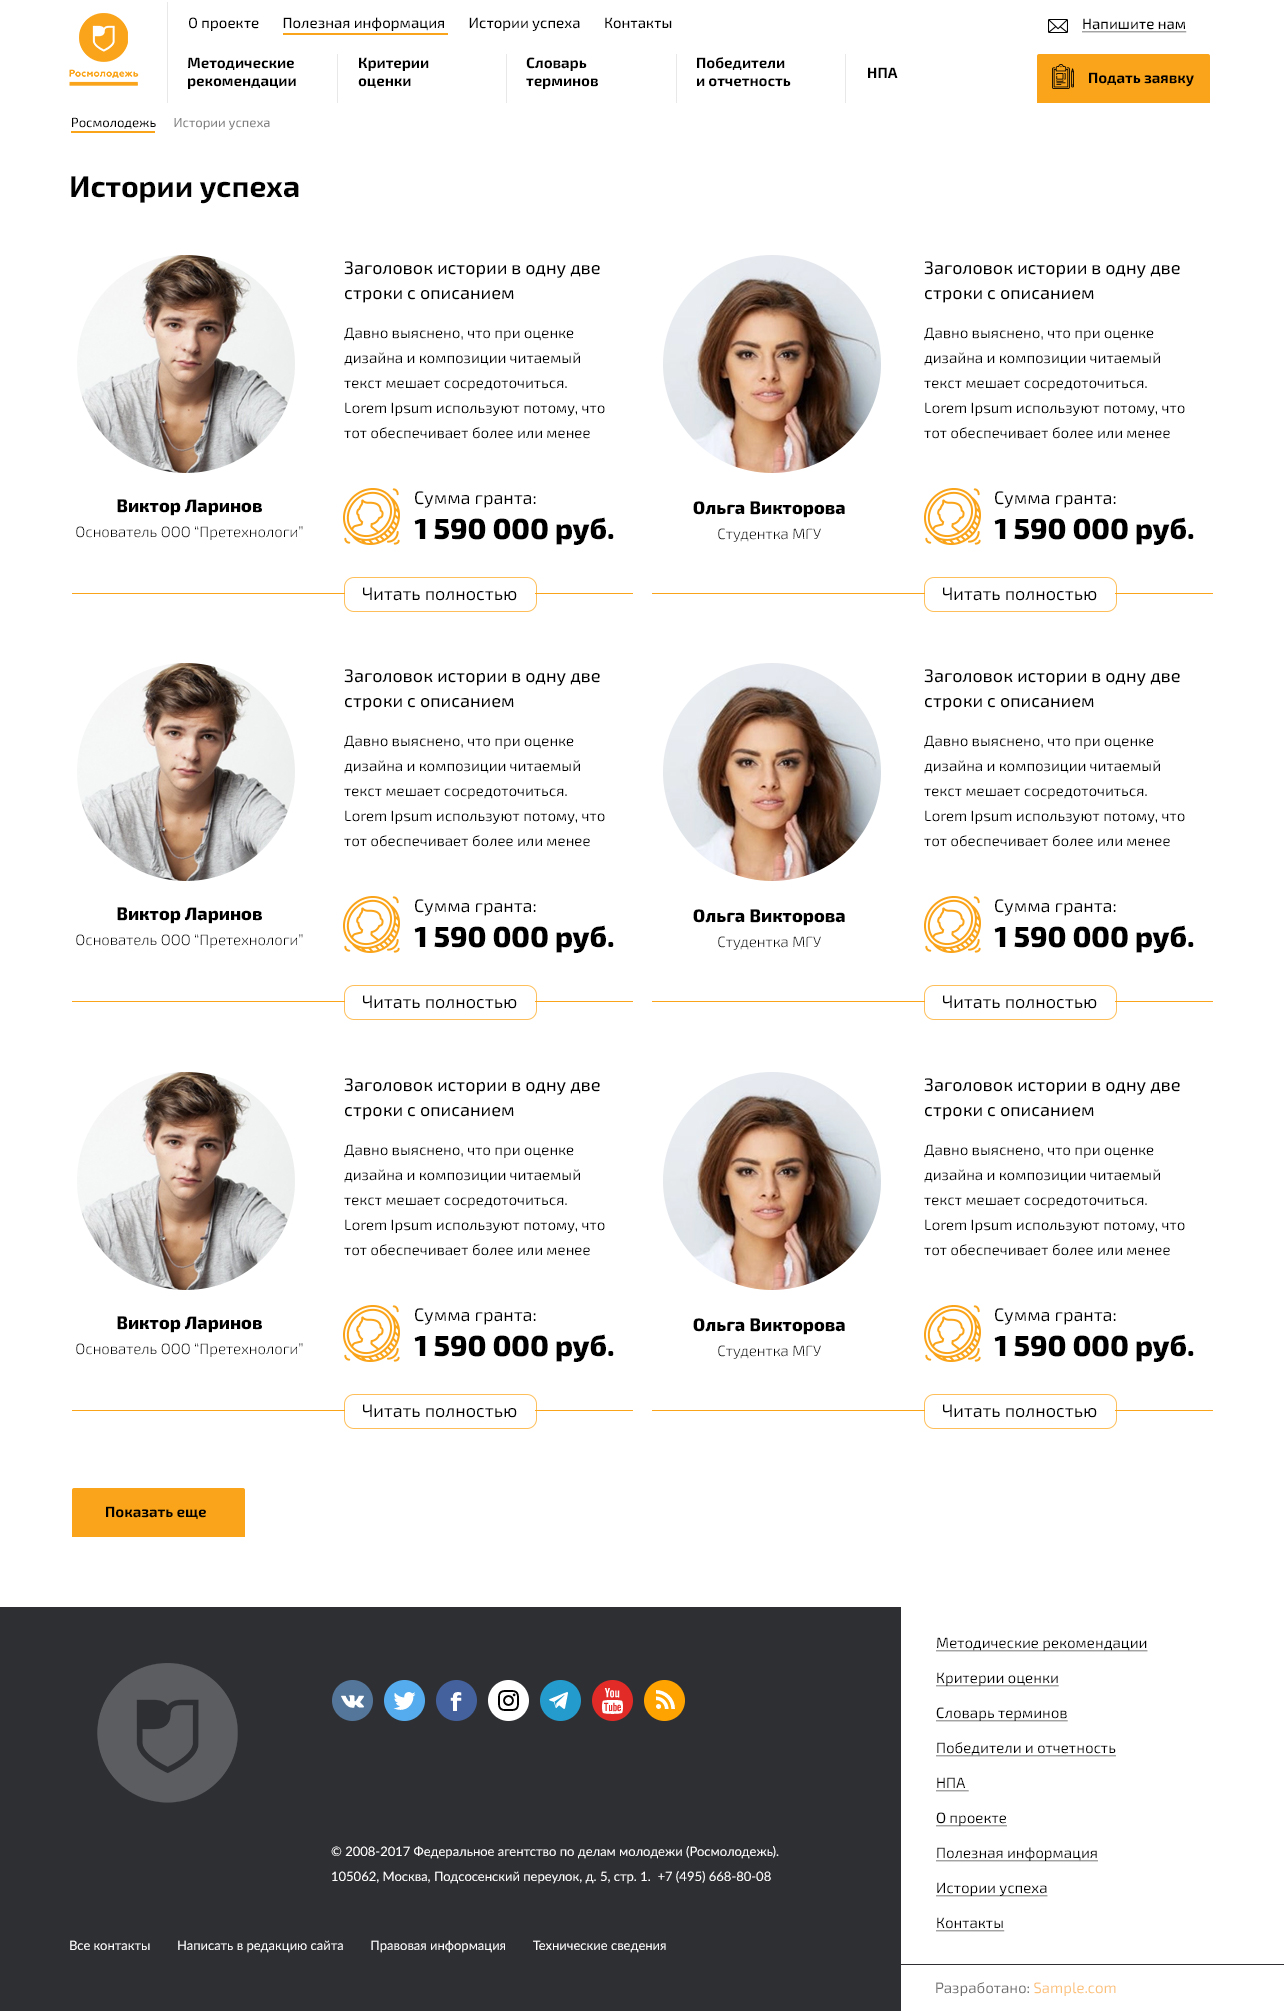 О проекте
Полезная информация
Истории успеха
Контакты
Напишите нам
Росмолодежь
Методические
рекомендации
Критерии
оценки
Словарь
терминов
Победители
и отчетность
НПА
Подать заявку
Росмолодежь
Истории успеха
Истории успеха
Заголовок истории в одну две
строки с описанием
Давно выяснено, что при оценке
дизайна и композиции читаемый
текст мешает сосредоточиться.
Lorem Ipsum используют потому, что
тот обеспечивает более или менее
Виктор Ларинов
Основатель ООО “Претехнологи”
Сумма гранта:
1 590 000 руб.
Читать полностью
Заголовок истории в одну две
строки с описанием
Давно выяснено, что при оценке
дизайна и композиции читаемый
текст мешает сосредоточиться.
Lorem Ipsum используют потому, что
тот обеспечивает более или менее
Ольга Викторова
Студентка МГУ
Сумма гранта:
1 590 000 руб.
Читать полностью
Заголовок истории в одну две
строки с описанием
Давно выяснено, что при оценке
дизайна и композиции читаемый
текст мешает сосредоточиться.
Lorem Ipsum используют потому, что
тот обеспечивает более или менее
Виктор Ларинов
Основатель ООО “Претехнологи”
Сумма гранта:
1 590 000 руб.
Читать полностью
Заголовок истории в одну две
строки с описанием
Давно выяснено, что при оценке
дизайна и композиции читаемый
текст мешает сосредоточиться.
Lorem Ipsum используют потому, что
тот обеспечивает более или менее
Ольга Викторова
Студентка МГУ
Сумма гранта:
1 590 000 руб.
Читать полностью
Заголовок истории в одну две
строки с описанием
Давно выяснено, что при оценке
дизайна и композиции читаемый
текст мешает сосредоточиться.
Lorem Ipsum используют потому, что
тот обеспечивает более или менее
Виктор Ларинов
Основатель ООО “Претехнологи”
Сумма гранта:
1 590 000 руб.
Читать полностью
Заголовок истории в одну две
строки с описанием
Давно выяснено, что при оценке
дизайна и композиции читаемый
текст мешает сосредоточиться.
Lorem Ipsum используют потому, что
тот обеспечивает более или менее
Ольга Викторова
Студентка МГУ
Сумма гранта:
1 590 000 руб.
Читать полностью
Показать еще
You
Tube
© 2008-2017 Федеральное агентство по делам молодежи (Росмолодежь).
105062, Москва, Подсосенский переулок, д. 5, стр. 1. +7 (495) 668-80-08
Все контакты
Написать в редакцию сайта
Правовая информация
Технические сведения
Методические рекомендации
Критерии оценки
Словарь терминов
Победители и отчетность
НПА
О проекте
Полезная информация
Истории успеха
Контакты
Разработано: Sample.com